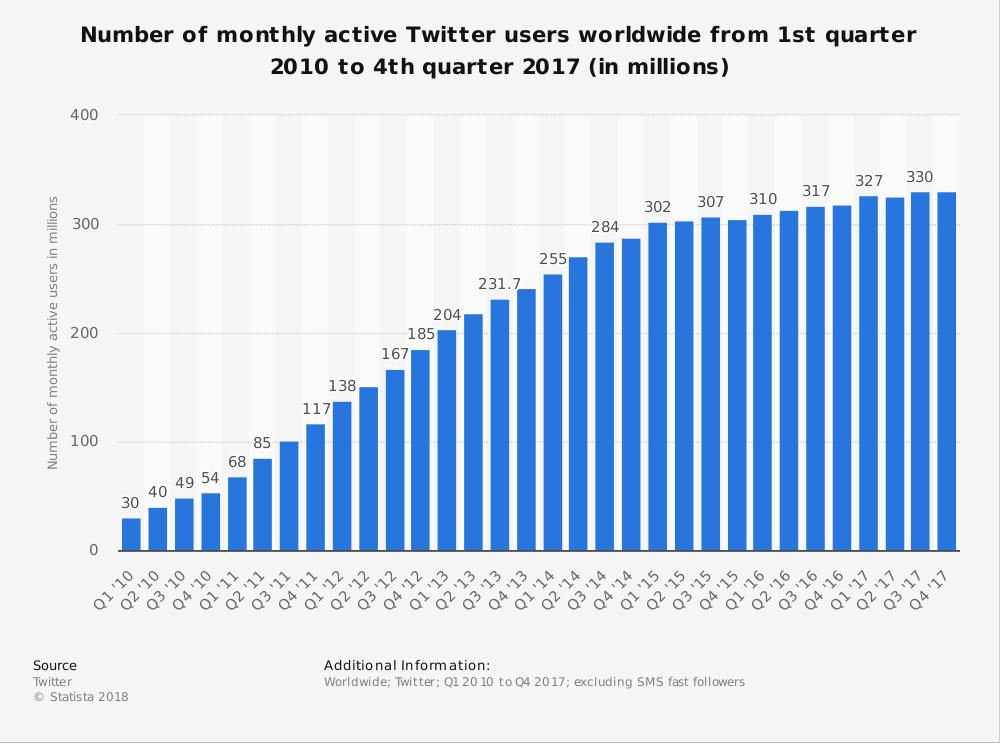 Number of monthly active Twitter users worldwide from 1st quarter
2010 to 4th quarter 2017 (in millions)
Number of monthly active users in millions
400
300
200
100
0
30
40
49
54
68
85
117
138
167
185
204
231.7
255
284
302
307
310
317
327
330
Q1 '10
Q2 '10
Q3 '10
Q4 '10
Q1 '11
Q2 '11
Q3 '11
Q4 '11
Q1 '12
Q2 '12
Q3 '12
Q4 '12
Q1 '13
Q2 '13
Q3 '13
Q4 '13
Q1 '14
Q2 '14
Q3 '14
Q4 '14
Q1 '15
Q2 '15
Q3 '15
Q4 '15
Q1 '16
Q2 '16
Q3 '16
Q4 '16
Q1 '17
Q2 '17
Q3 '17
Q4 '17
Source
Twitter
© Statista 2018
Additional Information:
Worldwide; Twitter; Q1 2010 to Q4 2017; excluding SMS fast followers